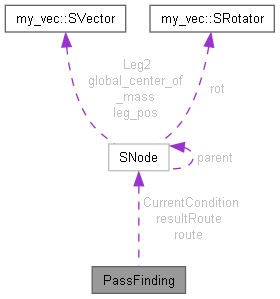 my_vec::SVector
my_vec::SRotator
Leg2
global_center_of
_mass
leg_pos
rot
SNode
parent
CurrentCondition
resultRoute
route
PassFinding